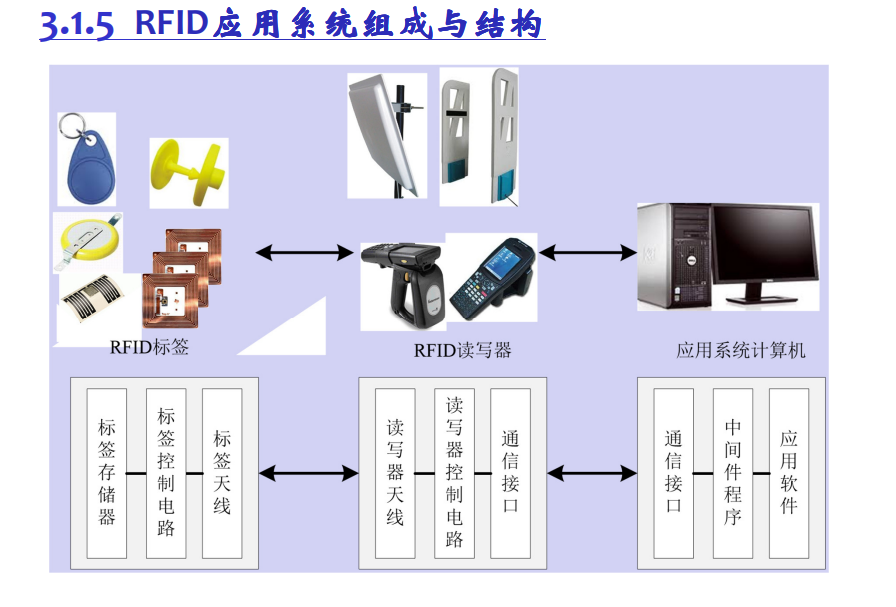 3.1.5 RFID应用系统组成与结构
RFID标签
RFID读写器
应用系统计算机
标签存储器
标签控制电路
标签天线
读写器天线
读写器控制电路
通信接口
通信接口
中间件程序
应用软件